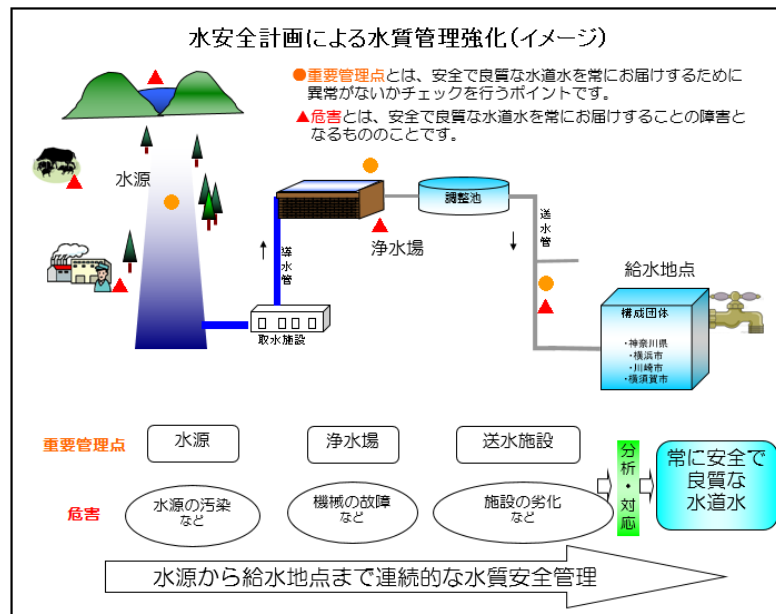 水安全計画による水質管理強化(イメージ)
●重要管理点とは、安全で良質な水道水を常にお届けするために
異常がないかチェックを行うポイントです。
▲危害とは、安全で良質な水道水を常にお届けすることの障害と
なるもののことです。
水源
導水管
取水施設
浄水場
調整池
送水管
給水地点
構成団体
・神奈川県
・横浜市
・川崎市
・横須賀市
重要管理点
水源
浄水場
送水施設
危害
水源の汚染
など
機械の故障
など
施設の劣化
など
分析・対応
常に安全で
良質な
水道水
水源から給水地点まで連続的な水質安全管理